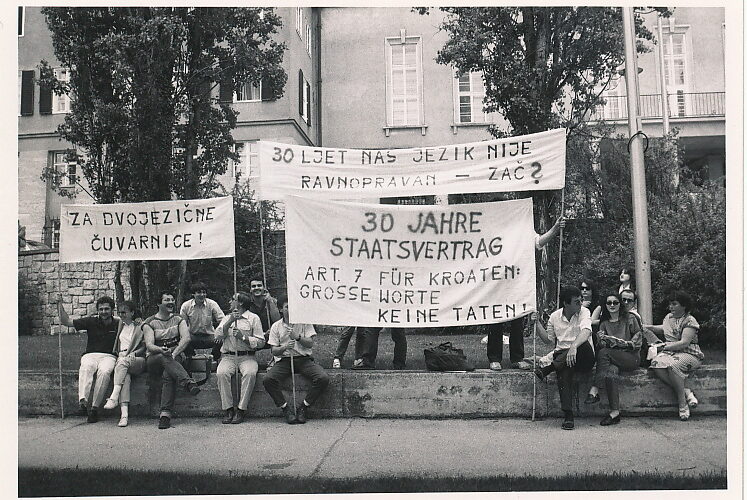 30 LJET NAŠ JEZIK NIJE
RAVNOPRAVAN — ZAČ?
ZA DVOJEZIČNE
ČUVARNICE!
30 JAHRE
STAATSVERTRAG
ART. 7 FÜR KROATEN:
GROSSE WORTE
KEINE TATEN!